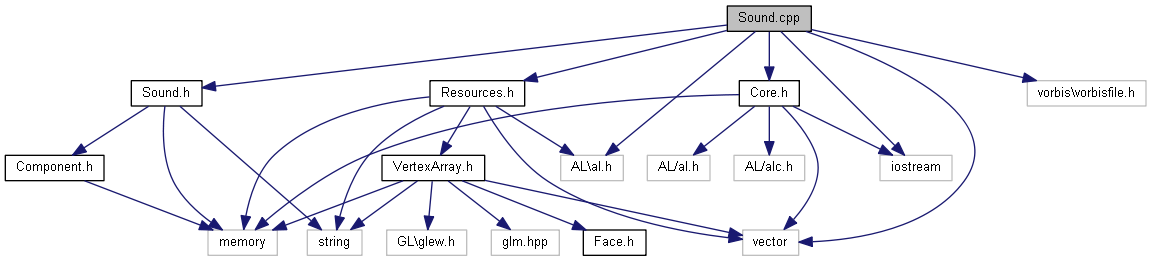 Sound.cpp
Sound.h
Resources.h
Core.h
vorbis\vorbisfile.h
Component.h
VertexArray.h
AL\al.h
AL/al.h
AL/alc.h
iostream
memory
string
GL\glew.h
glm.hpp
Face.h
vector